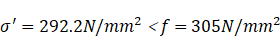 σ′ = 292.2N/mm² <f = 305N/mm²